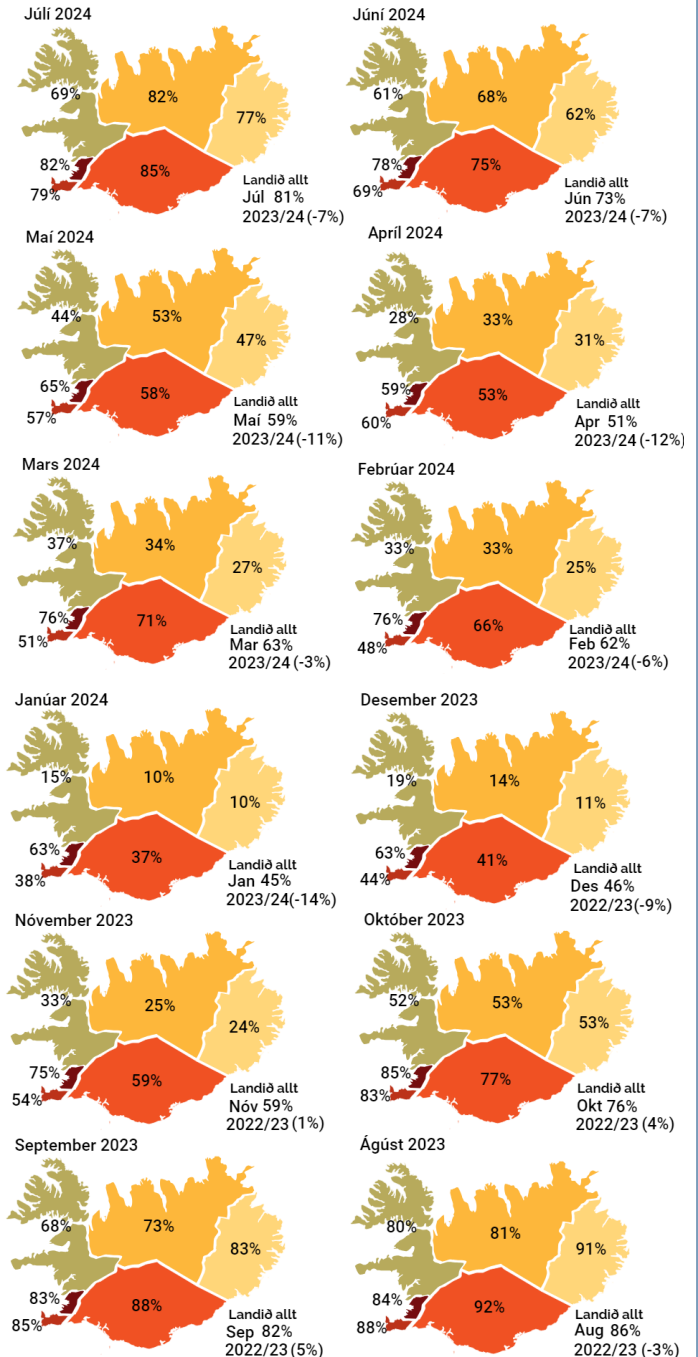 Júlí 2024
69%
82%
77%
82%
85%
79%
Landið allt
Júl 81%
2023/24 (-7%)
Júní 2024
61%
68%
62%
78%
75%
69%
Landið allt
Jún 73%
2023/24 (-7%)
Maí 2024
44%
53%
47%
65%
58%
57%
Landið allt
Maí 59%
2023/24 (-11%)
Apríl 2024
28%
33%
31%
59%
53%
60%
Landið allt
Apr 51%
2023/24 (-12%)
Mars 2024
37%
34%
27%
76%
71%
51%
Landið allt
Mar 63%
2023/24 (-3%)
Febrúar 2024
33%
33%
25%
76%
66%
48%
Landið allt
Feb 62%
2023/24 (-6%)
Janúar 2024
15%
10%
10%
63%
37%
38%
Landið allt
Jan 45%
2023/24(-14%)
Desember 2023
19%
14%
11%
63%
41%
44%
Landið allt
Des 46%
2022/23(-9%)
Nóvember 2023
33%
25%
24%
75%
59%
54%
Landið allt
Nóv 59%
2022/23 (1%)
Október 2023
52%
53%
53%
85%
77%
83%
Landið allt
Okt 76%
2022/23 (4%)
September 2023
68%
73%
83%
83%
88%
85%
Landið allt
Sep 82%
2022/23 (5%)
Ágúst 2023
80%
81%
91%
84%
92%
88%
Landið allt
Aug 86%
2022/23 (-3%)